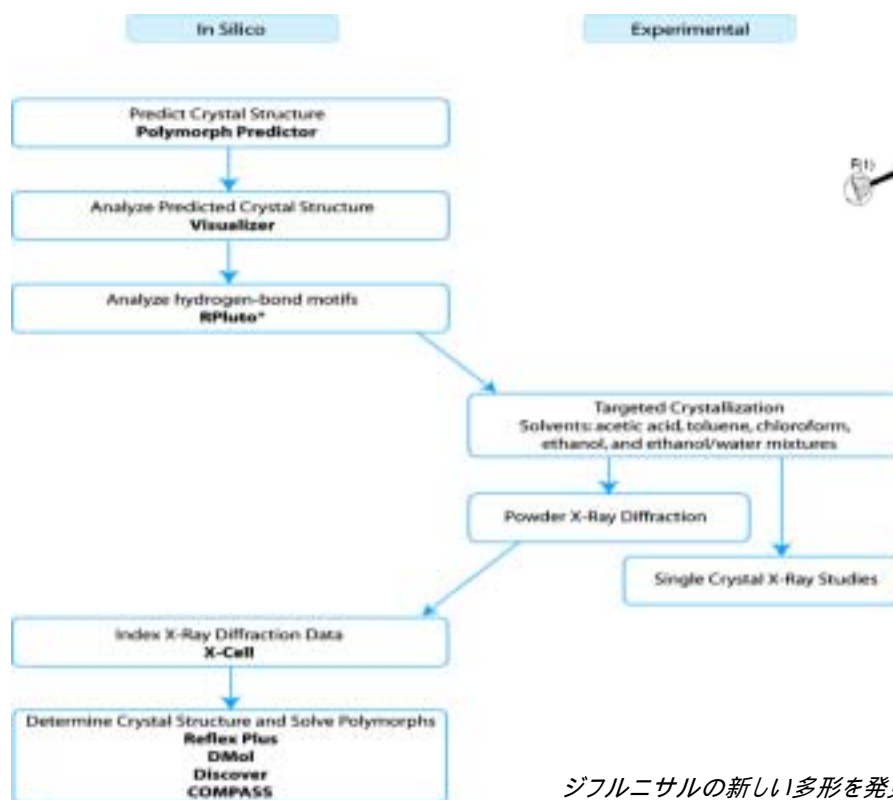 In Silico
Experimental
Predict Crystal Structure
Polymorph Predictor
F(1)
Analyze Predicted Crystal Structure
Visualizer
Analyze hydrogen-bond motifs
RPluto*
Targeted Crystallization
Solvents: acetic acid, toluene, chloroform,
ethanol, and ethanol/water mixtures
Powder X-Ray Diffraction
Single Crystal X-Ray Studies
Index X-Ray Diffraction Data
X-Cell
Determine Crystal Structure and Solve Polymorphs
Reflex Plus
DMol
Discover
COMPASS
ジフルニサルの新しい多形を発